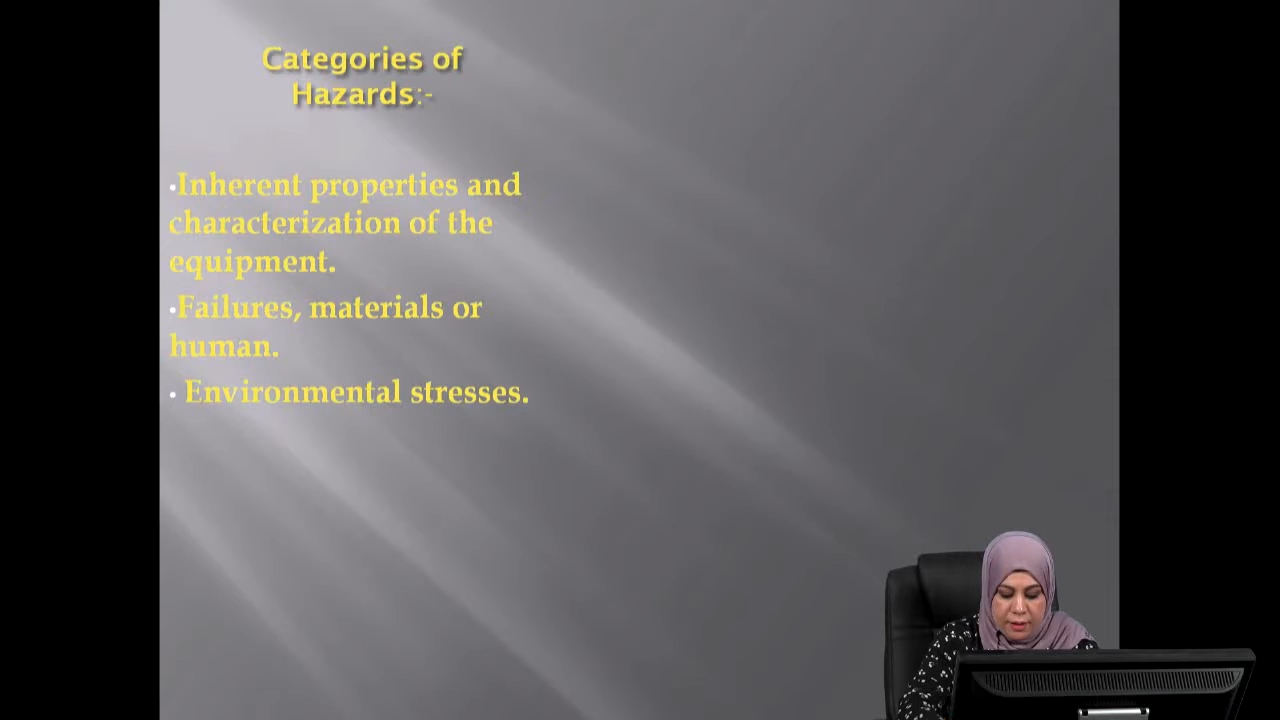 Categories of
Hazards:-
•Inherent properties and
characterization of the
equipment.
•Failures, materials or
human.
• Environmental stresses.